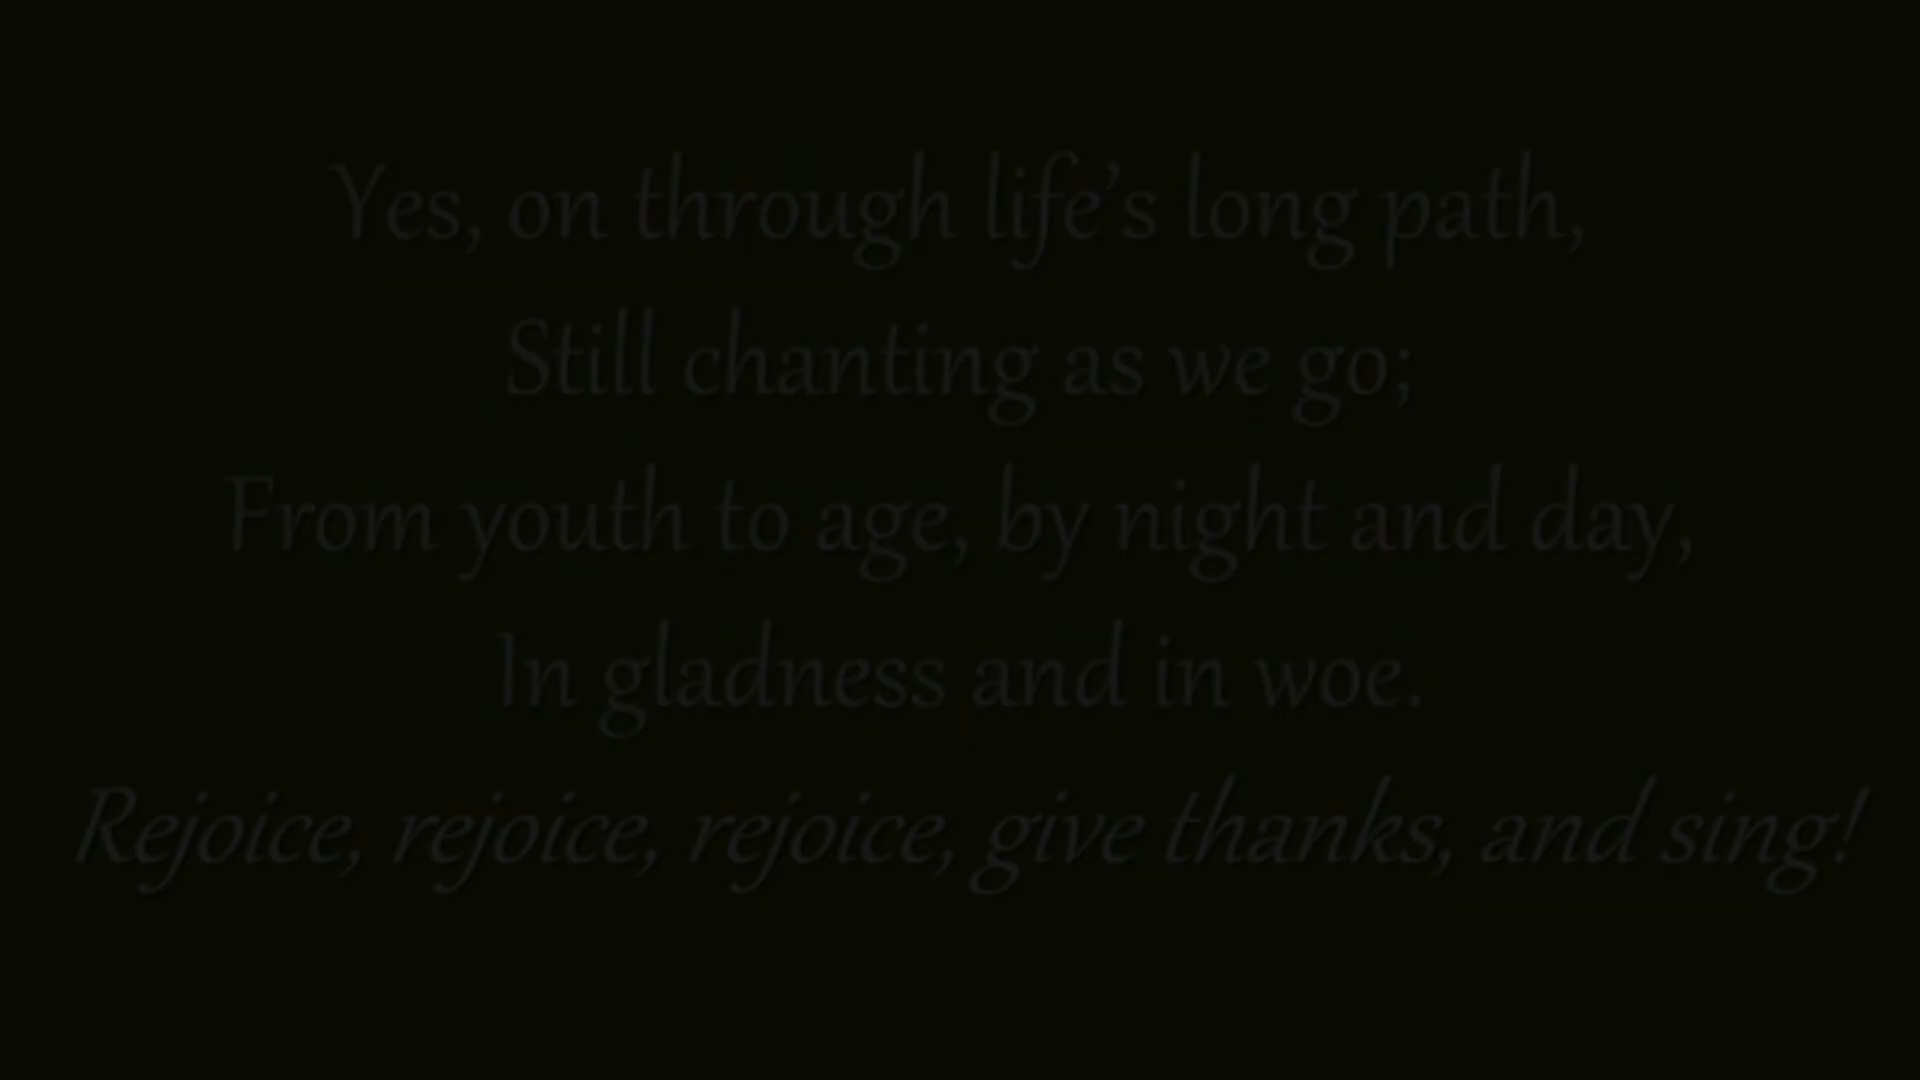 Yes, on through life’s long path,
Still chanting as we go;
From youth to age, by night and day,
In gladness and in woe.
Rejoice, rejoice, rejoice, give thanks, and sing!